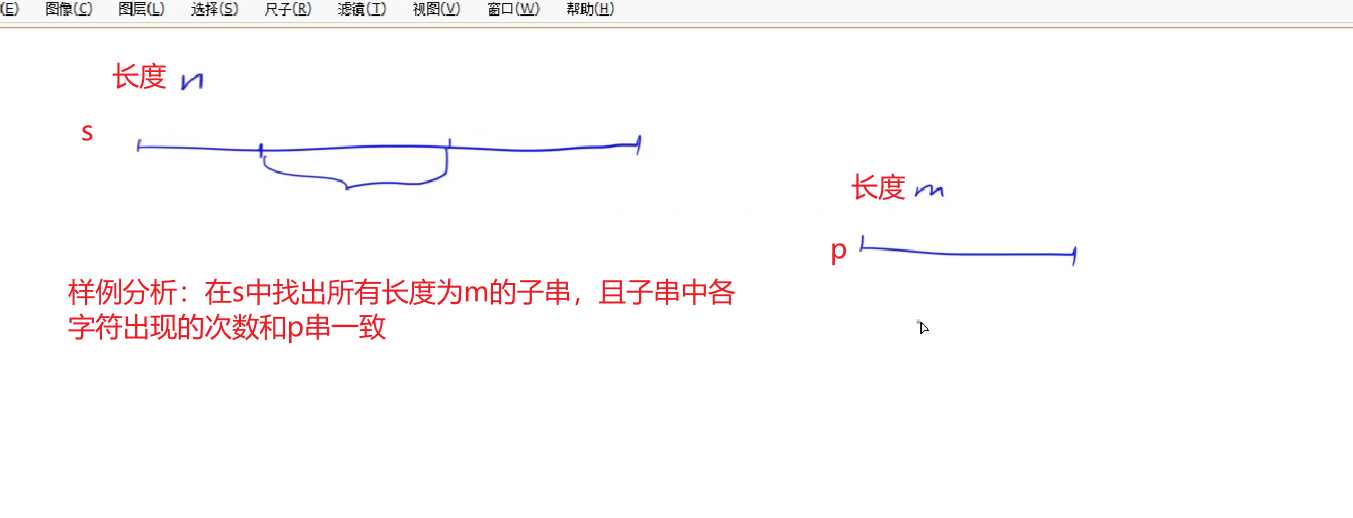 (E) 图像(C) 图层(L) 选择(S) 尺子(R) 滤镜(T) 视图(V) 窗口(W) 帮助(H)
长度 n
s
长度 m
p
样例分析：在s中找出所有长度为m的子串，且子串中各
字符出现的次数和p串一致